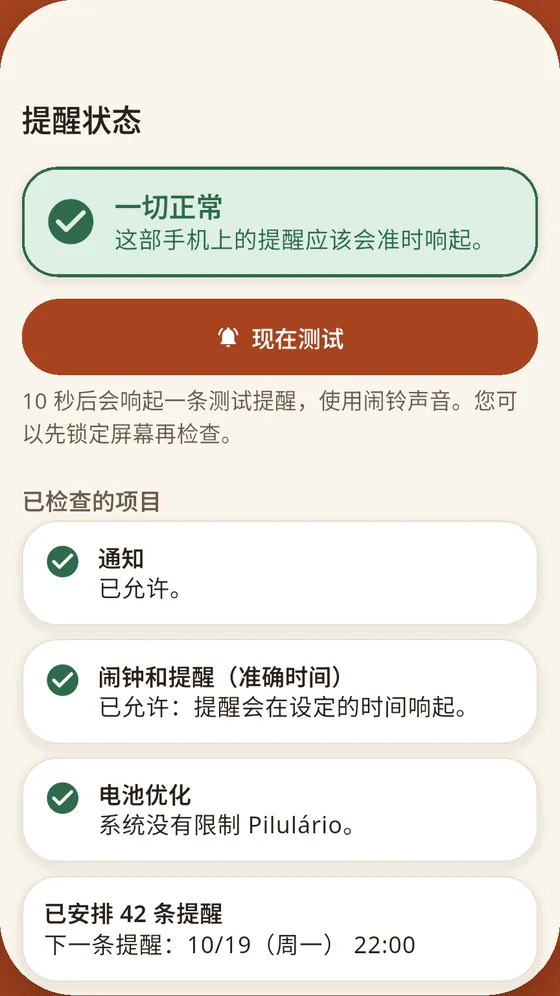 提醒状态
一切正常
这部手机上的提醒应该会准时响起。
现在测试
10 秒后会响起一条测试提醒，使用闹铃声音。您可
以先锁定屏幕再检查。
已检查的项目
通知
已允许。
闹钟和提醒（准确时间）
已允许：提醒会在设定的时间响起。
电池优化
系统没有限制 Pilulário。
已安排 42 条提醒
下一条提醒：10/19（周一） 22:00